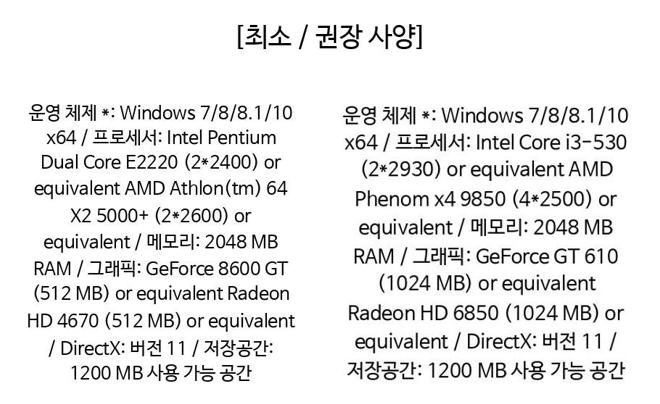 [최소 / 권장 사양]
운영 체제 *: Windows 7/8/8.1/10
x64 / 프로세서: Intel Pentium
Dual Core E2220 (2*2400) or
equivalent AMD Athlon(tm) 64
X2 5000+ (2*2600) or
equivalent / 메모리: 2048 MB
RAM / 그래픽: GeForce 8600 GT
(512 MB) or equivalent Radeon
HD 4670 (512 MB) or equivalent
/ DirectX: 버전 11 / 저장공간:
1200 MB 사용 가능 공간
운영 체제 *: Windows 7/8/8.1/10
x64 / 프로세서: Intel Core i3-530
(2*2930) or equivalent AMD
Phenom x4 9850 (4*2500) or
equivalent / 메모리: 2048 MB
RAM / 그래픽: GeForce GT 610
(1024 MB) or equivalent
Radeon HD 6850 (1024 MB) or
equivalent / DirectX: 버전 11 /
저장공간: 1200 MB 사용 가능 공간